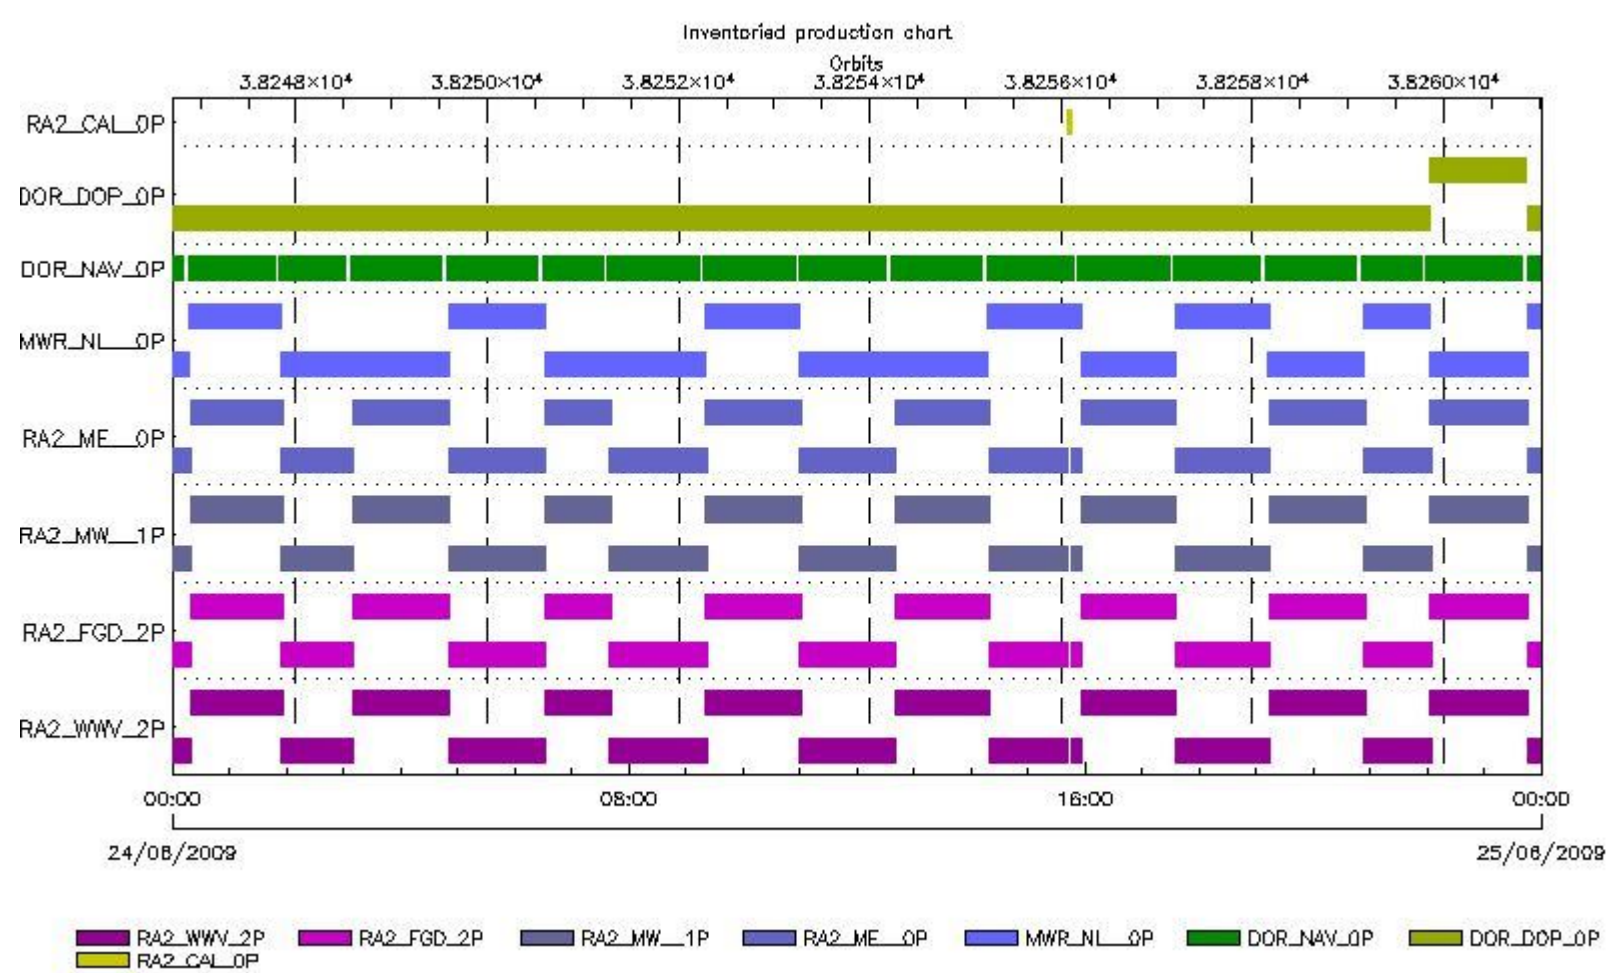 Inventoried production chart
Orbits
3.8248×10⁴ 3.8250×10⁴ 3.8252×10⁴ 3.8254×10⁴ 3.8256×10⁴ 3.8258×10⁴ 3.8260×10⁴
RA2_CAL_0P
DOR_DOP_0P
DOR_NAV_0P
MWR_NL__0P
RA2_ME__0P
RA2_MW__1P
RA2_FGD_2P
RA2_WWV_2P
00:00 08:00 16:00 00:00
24/06/2009 25/06/2009
RA2_WWV_2P RA2_FGD_2P RA2_MW__1P RA2_ME__0P MWR_NL__0P DOR_NAV_0P DOR_DOP_0P
RA2_CAL_0P